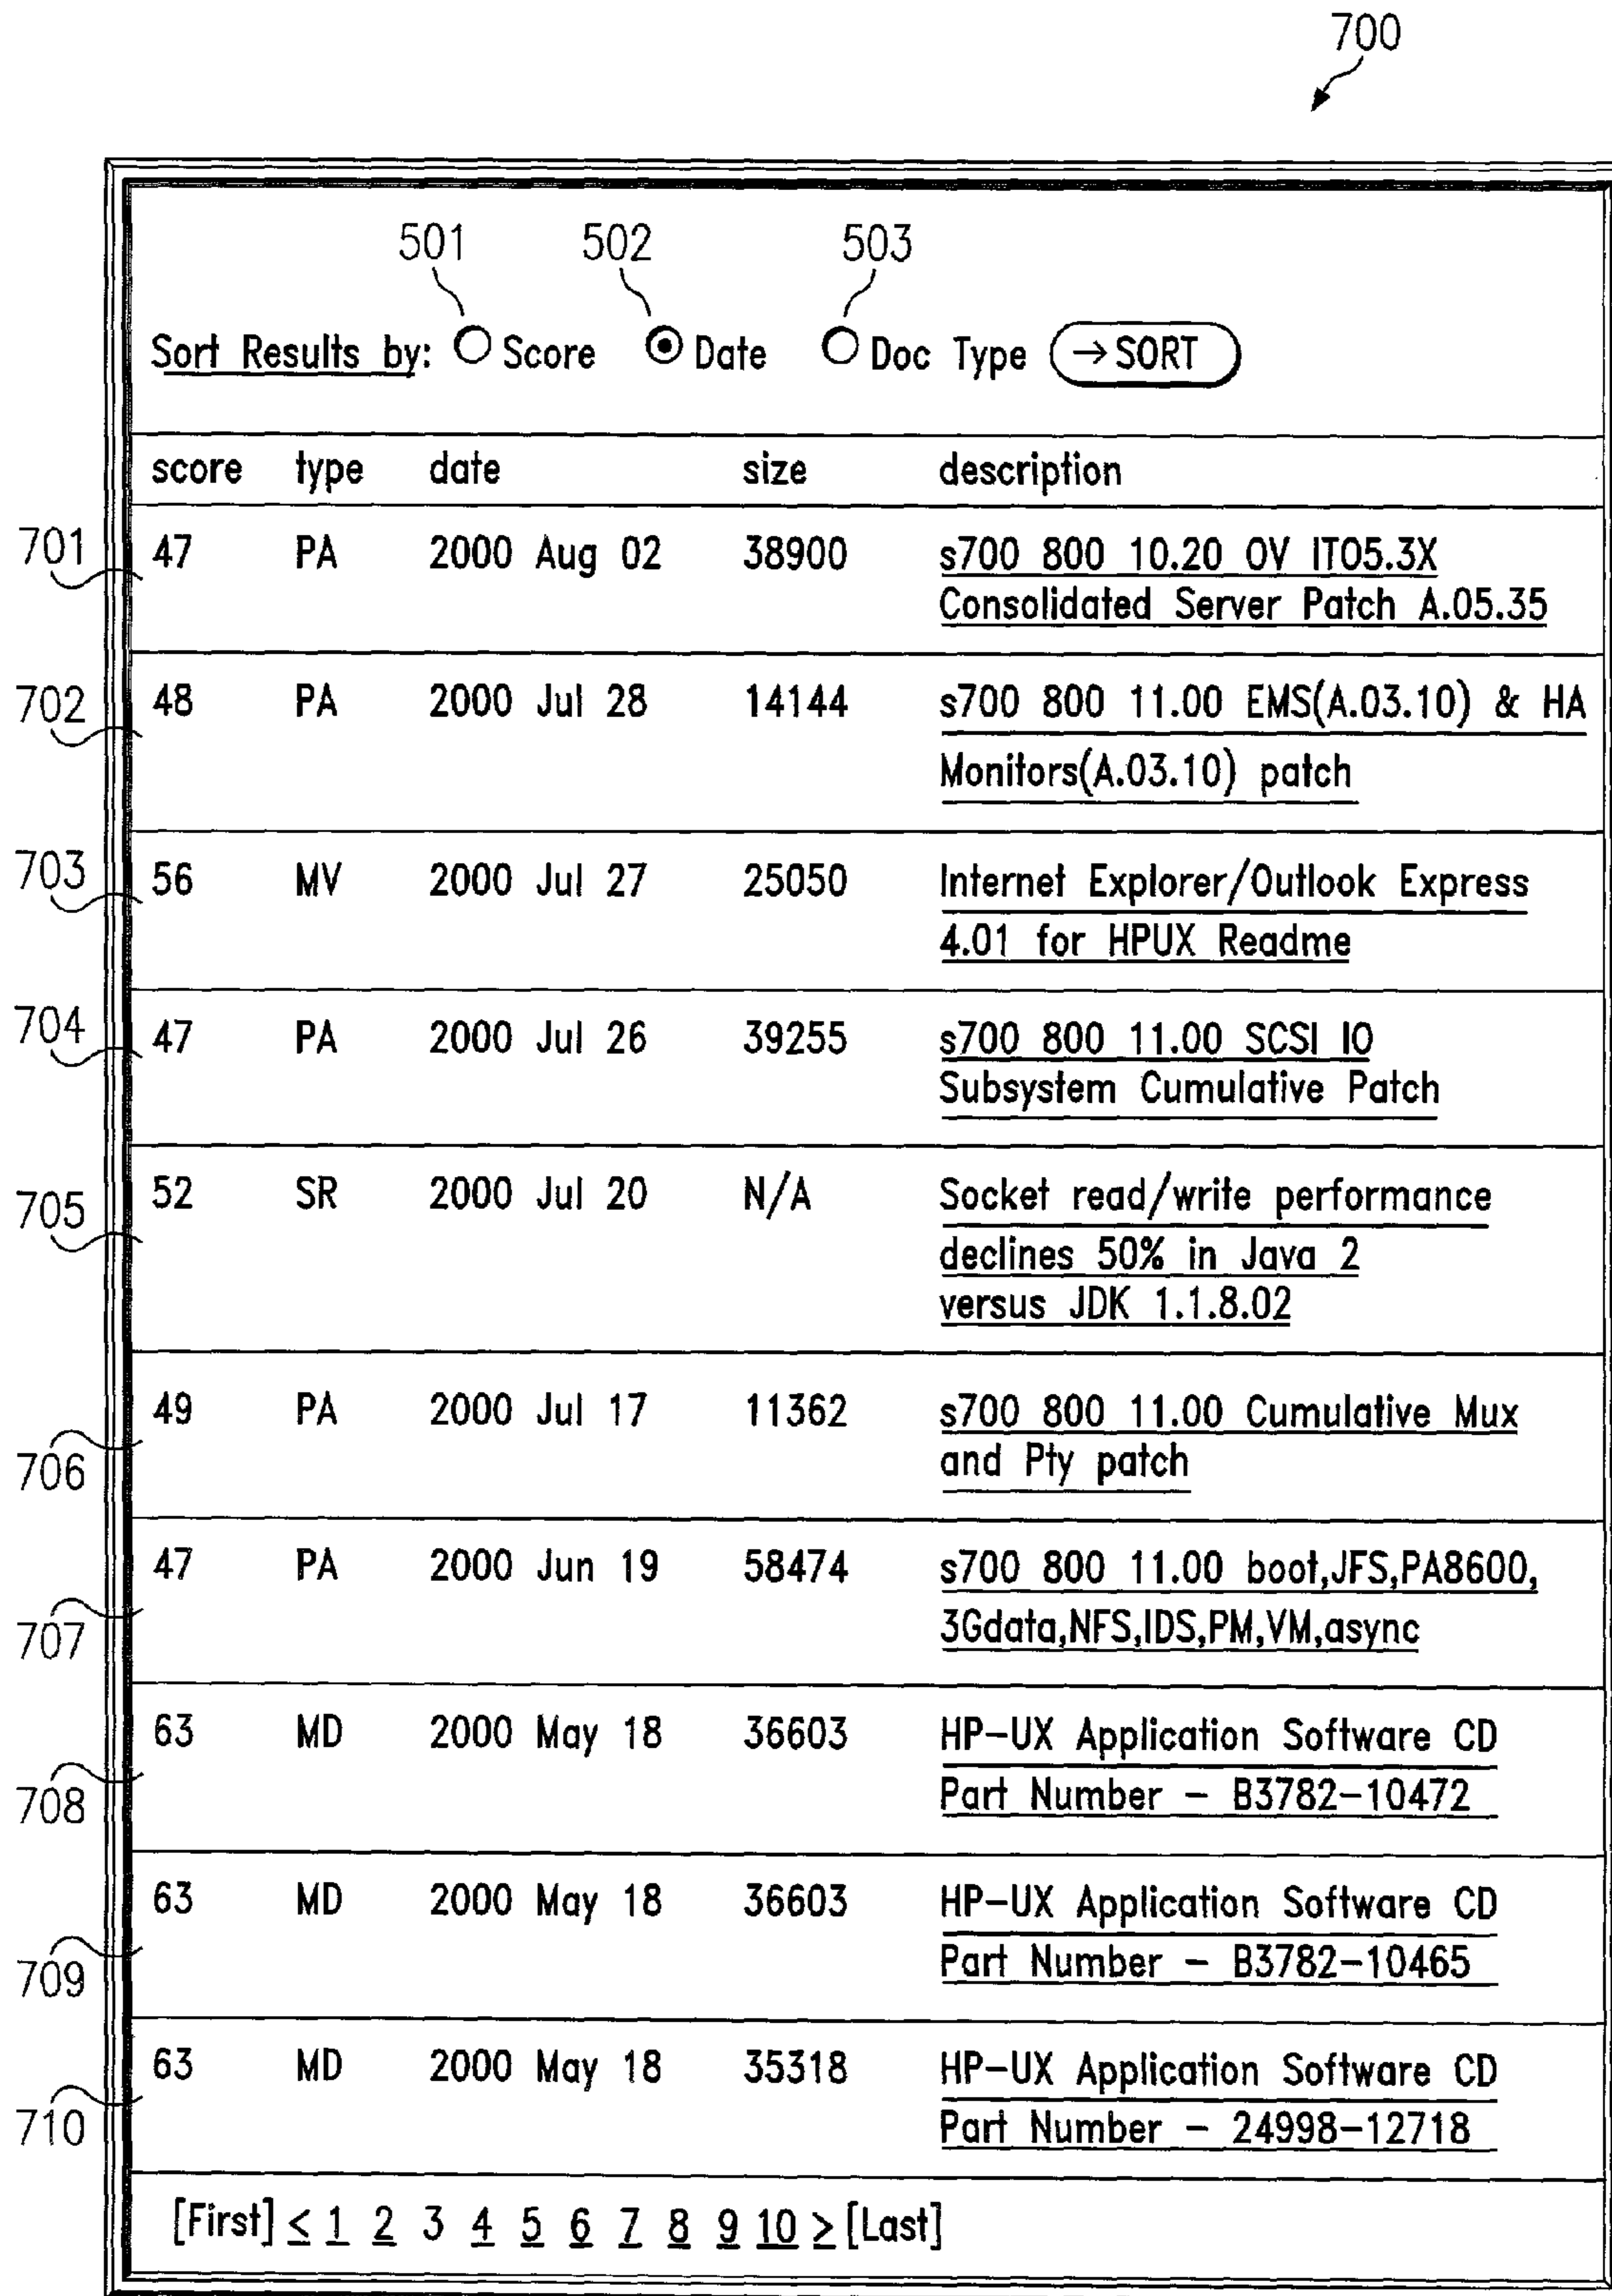 700
501 502 503
Sort Results by: Score Date Doc Type →SORT
score type date size description
701 47 PA 2000 Aug 02 38900 s700 800 10.20 OV ITO5.3X
Consolidated Server Patch A.05.35
702 48 PA 2000 Jul 28 14144 s700 800 11.00 EMS(A.03.10) & HA
Monitors(A.03.10) patch
703 56 MV 2000 Jul 27 25050 Internet Explorer/Outlook Express
4.01 for HPUX Readme
704 47 PA 2000 Jul 26 39255 s700 800 11.00 SCSI IO
Subsystem Cumulative Patch
705 52 SR 2000 Jul 20 N/A Socket read/write performance
declines 50% in Java 2
versus JDK 1.1.8.02
706 49 PA 2000 Jul 17 11362 s700 800 11.00 Cumulative Mux
and Pty patch
707 47 PA 2000 Jun 19 58474 s700 800 11.00 boot,JFS,PA8600,
3Gdata,NFS,IDS,PM,VM,async
708 63 MD 2000 May 18 36603 HP-UX Application Software CD
Part Number - B3782-10472
709 63 MD 2000 May 18 36603 HP-UX Application Software CD
Part Number - B3782-10465
710 63 MD 2000 May 18 35318 HP-UX Application Software CD
Part Number - 24998-12718
[First] < 1 2 3 4 5 6 7 8 9 10 > [Last]